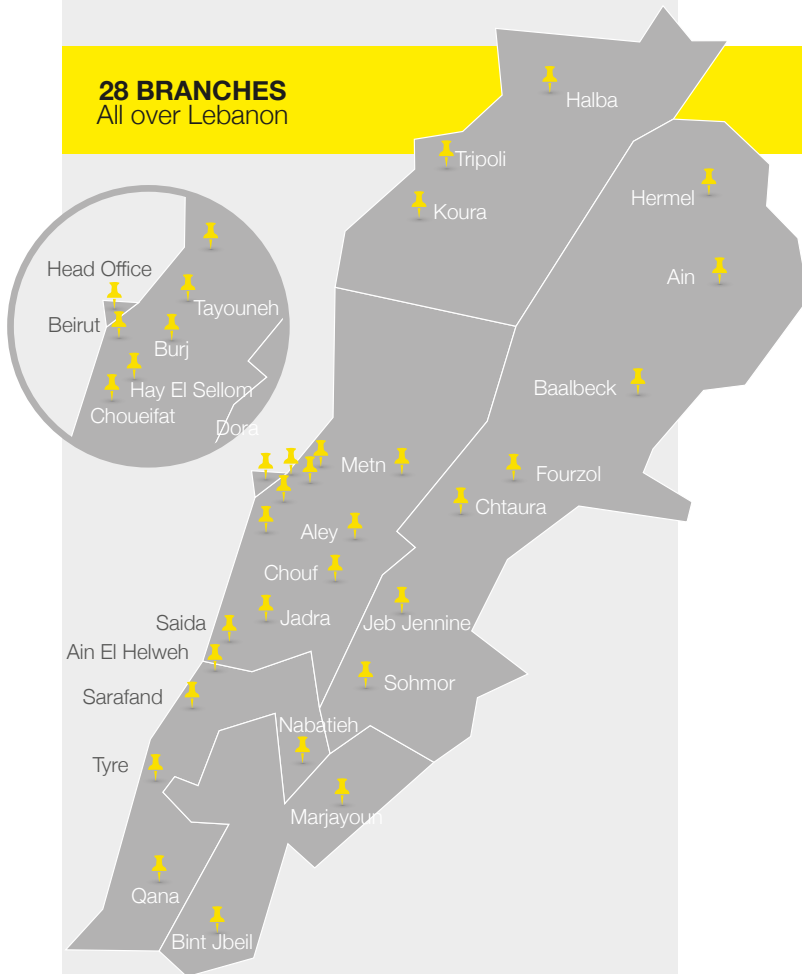 28 BRANCHES
All over Lebanon
Halba
Tripoli
Koura
Hermel
Ain
Head Office
Tayouneh
Beirut
Burj
Hay El Sellom
Choueifat
Dora
Baalbeck
Metn
Fourzol
Chtaura
Aley
Chouf
Jadra
Jeb Jennine
Saida
Ain El Helweh
Sohmor
Sarafand
Nabatieh
Tyre
Marjayoun
Qana
Bint Jbeil